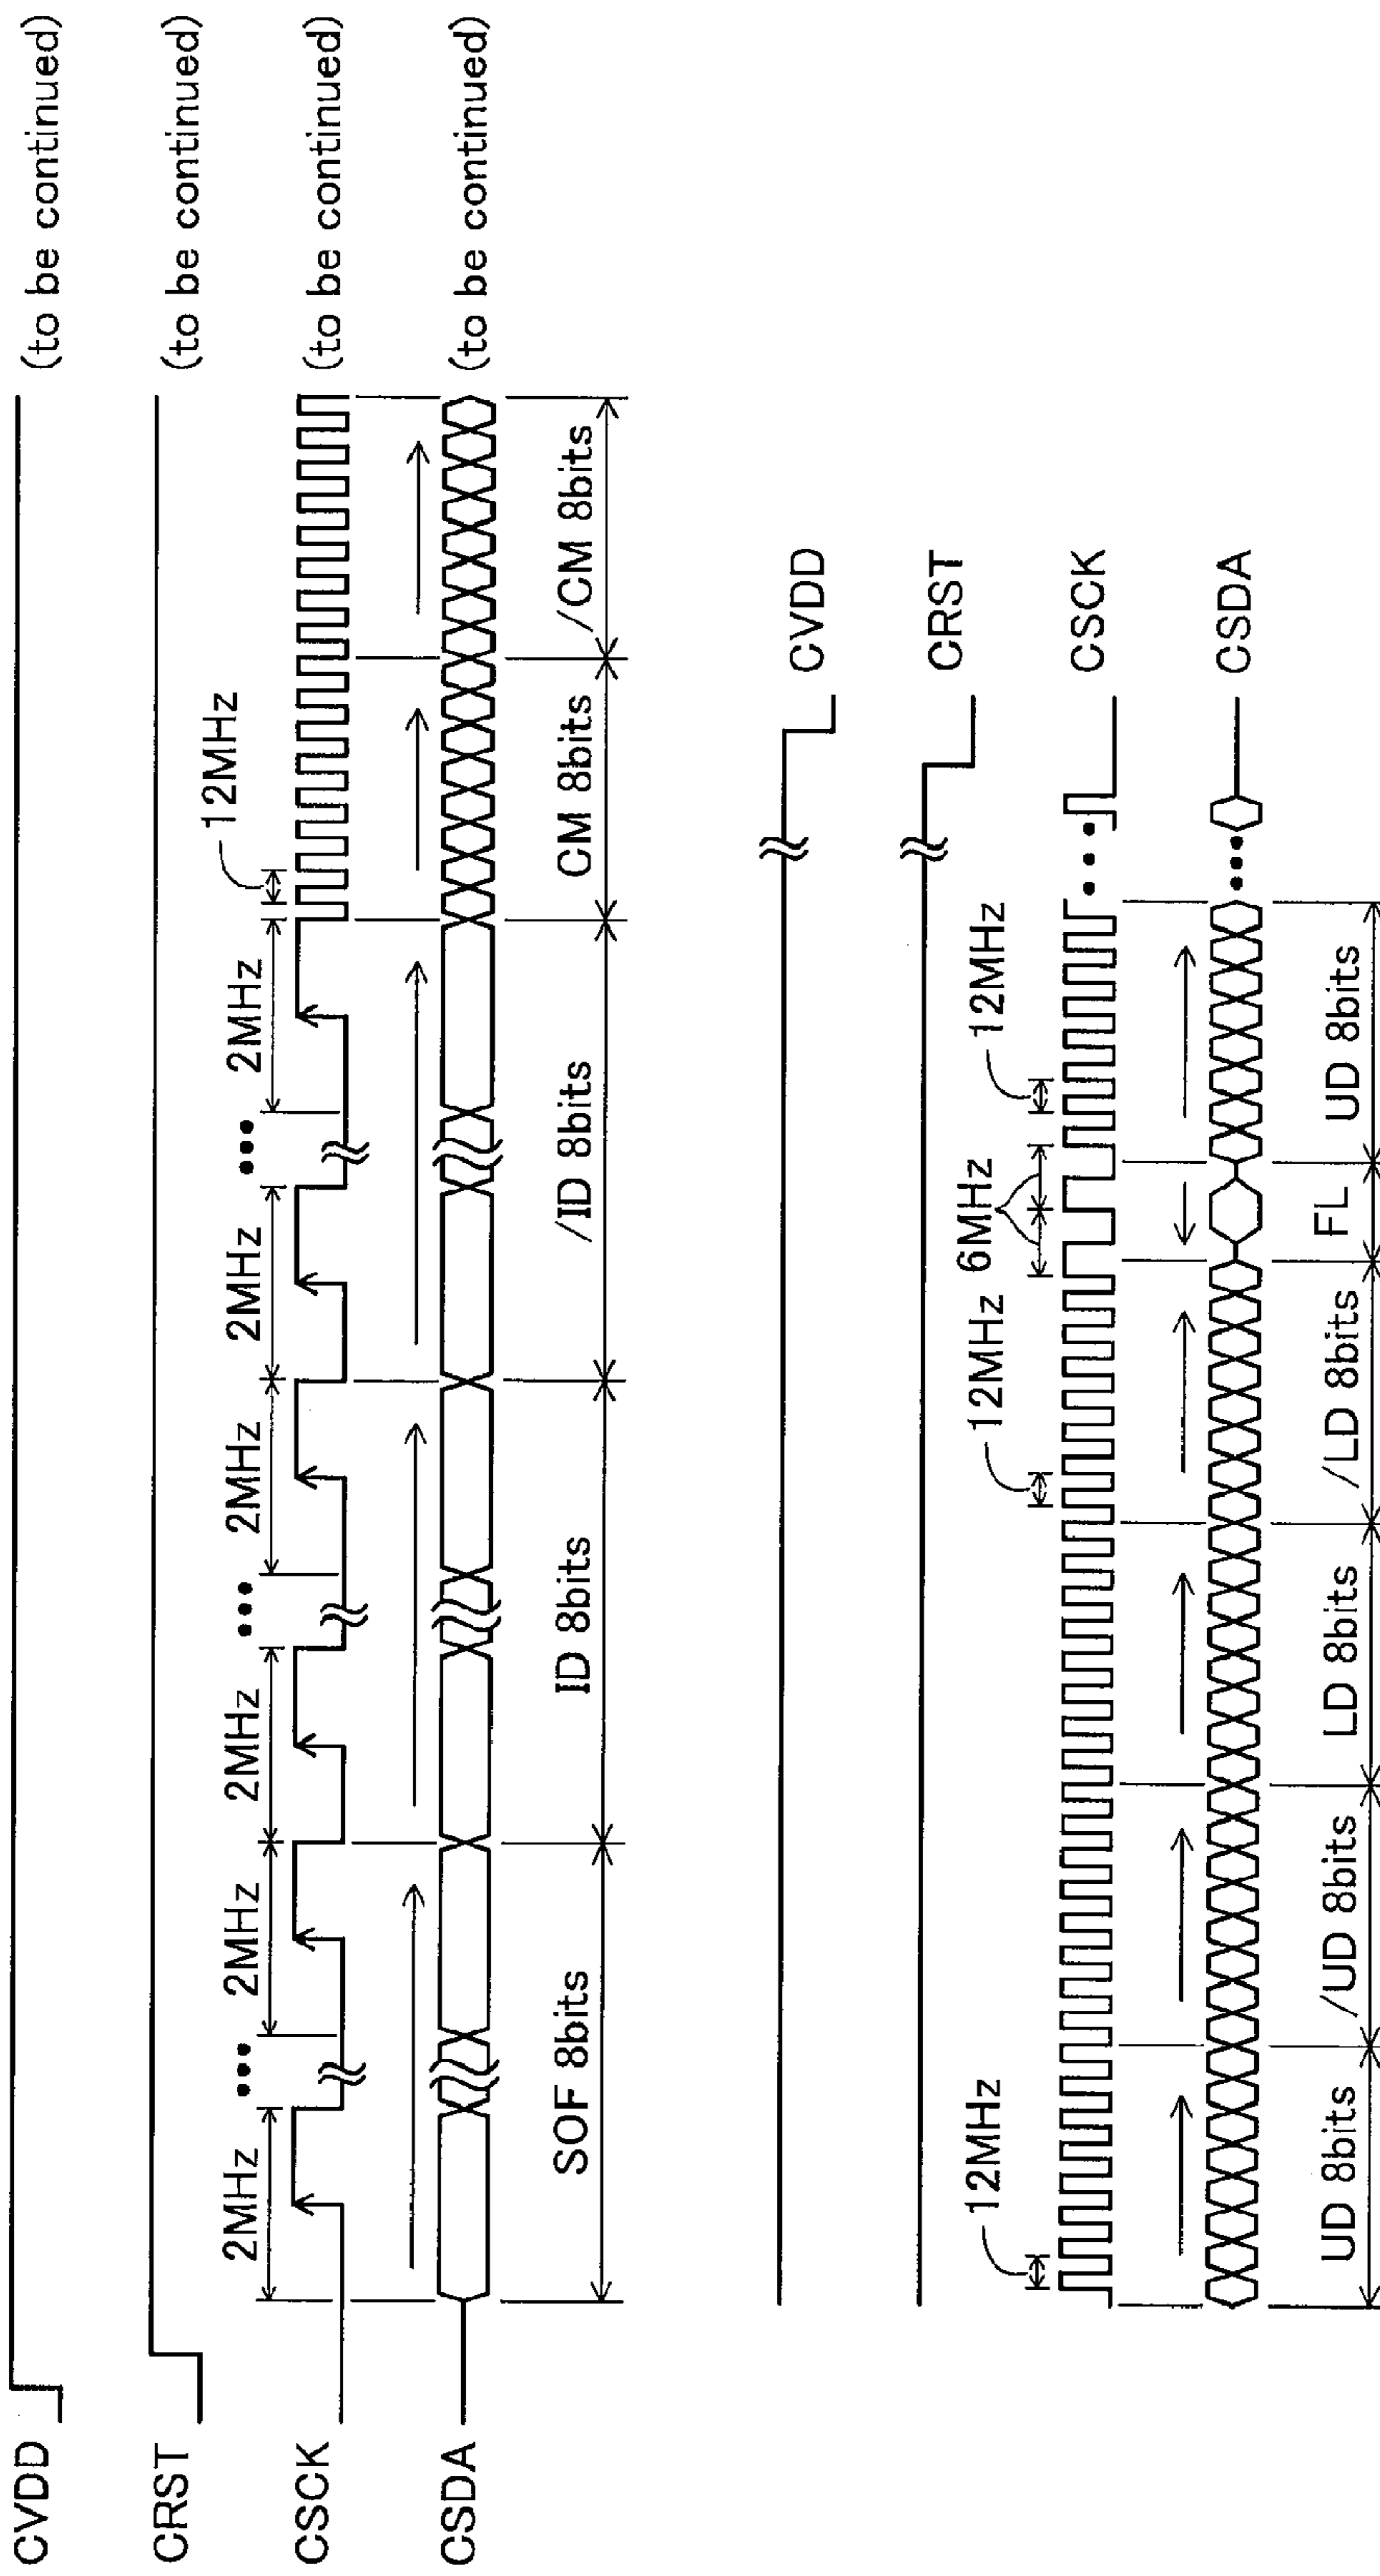 CVDD (to be continued)
CRST (to be continued)
2MHz ••• 2MHz 2MHz ••• 2MHz 2MHz ••• 2MHz 12MHz
CSCK (to be continued)
CSDA (to be continued)
SOF 8bits ID 8bits /ID 8bits CM 8bits /CM 8bits
CVDD
CRST
12MHz 12MHz 6MHz 12MHz
••• CSCK
•••• CSDA
UD 8bits /UD 8bits LD 8bits /LD 8bits FL UD 8bits